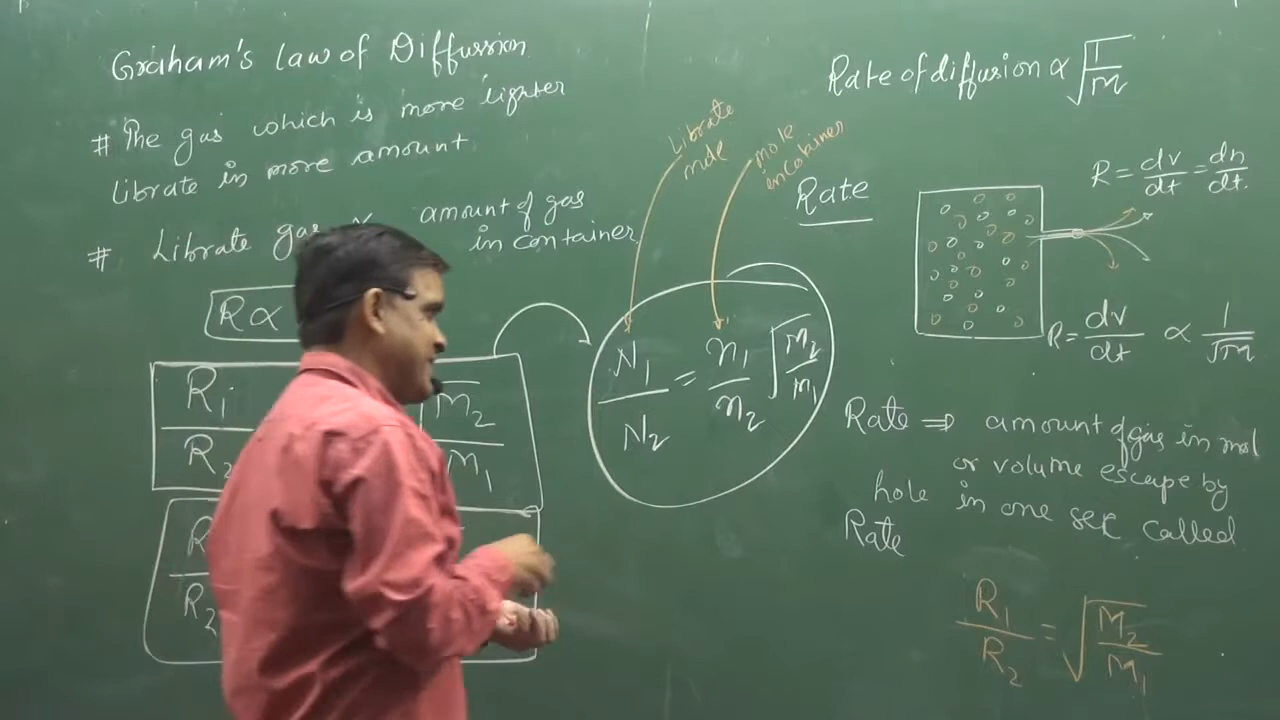 Graham's Law of Diffussion
# The gas which is more lighter
librate in more amount
# Librate gas ∝ amount of gas
in container
R ∝
R₁
R₂
M₂
M₁
R
R₂
Librate
mole
mole
in Cotainer
N₁/N₂ = n₁/n₂ √(M₂/M₁)
Rate of diffusion ∝ √(1/M)
Rate
R = dv/dt = dn/dt.
R = dv/dt ∝ 1/√m
Rate ⇒ amount of gas in mol
or volume escape by
hole in one sec called
Rate
R₁/R₂ = √(M₂/M₁)